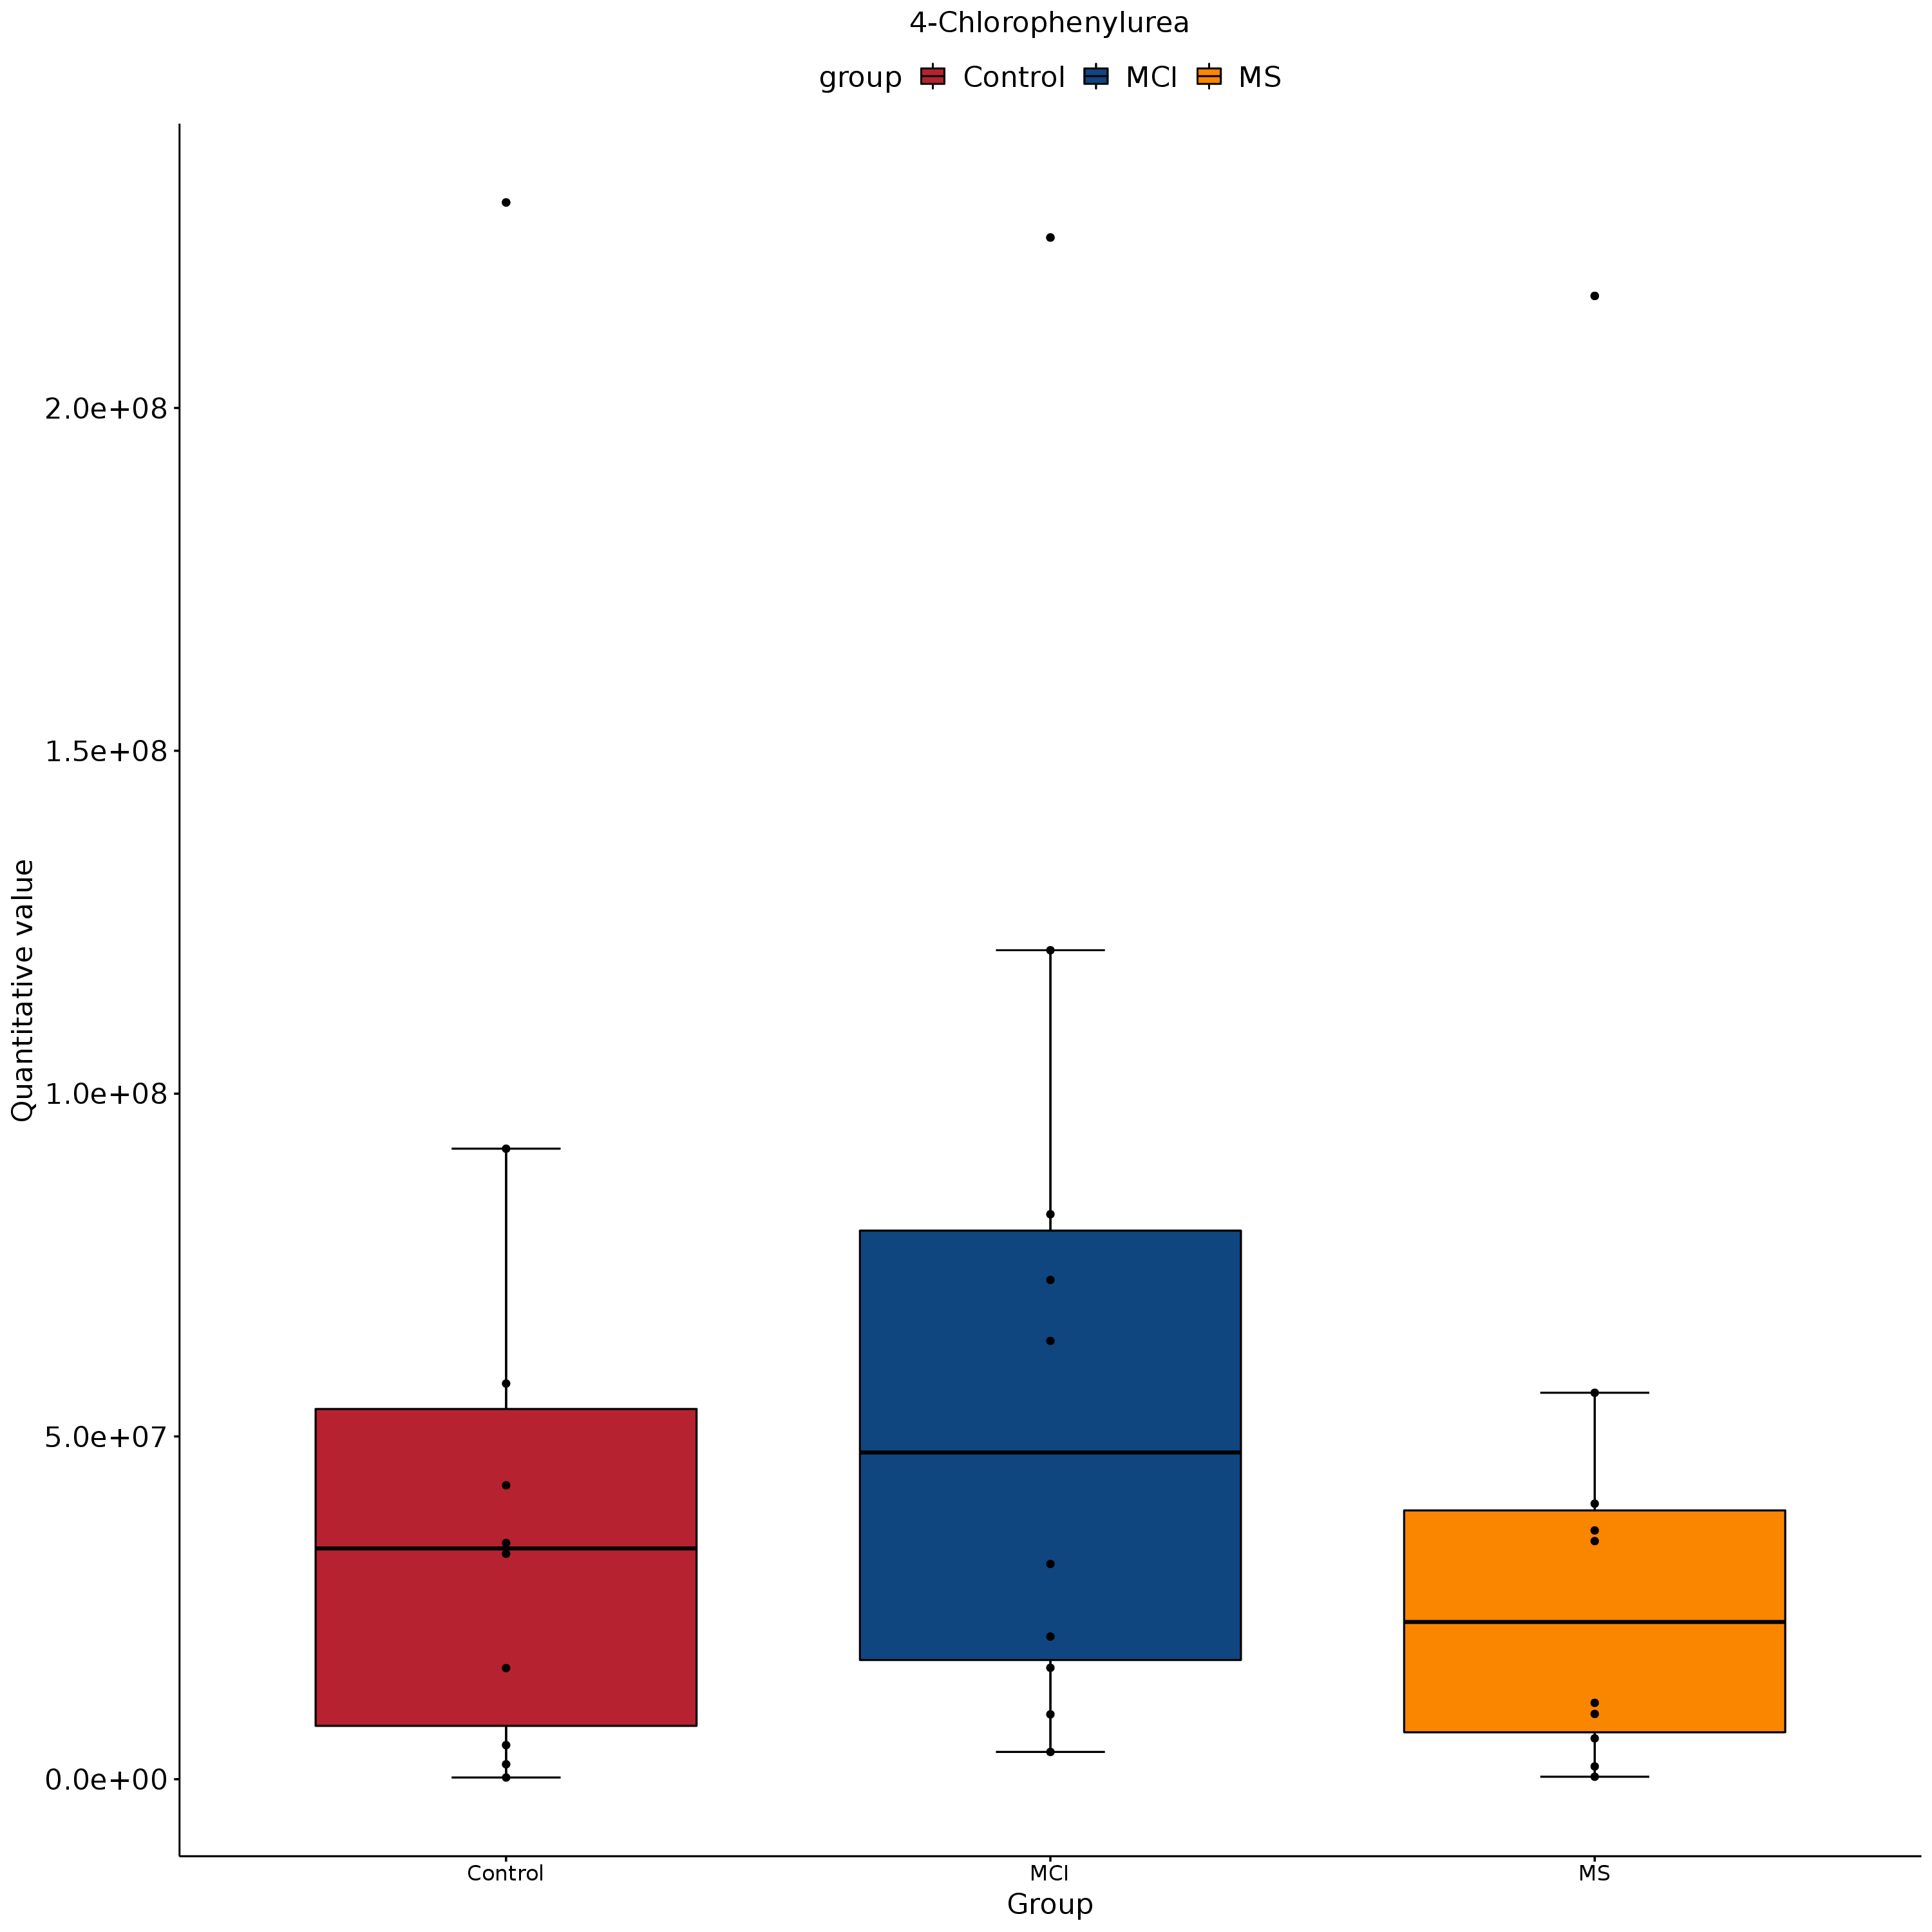 4-Chlorophenylurea
group Control MCI MS
Quantitative value
2.0e+08
1.5e+08
1.0e+08
5.0e+07
0.0e+00
Control MCI MS
Group